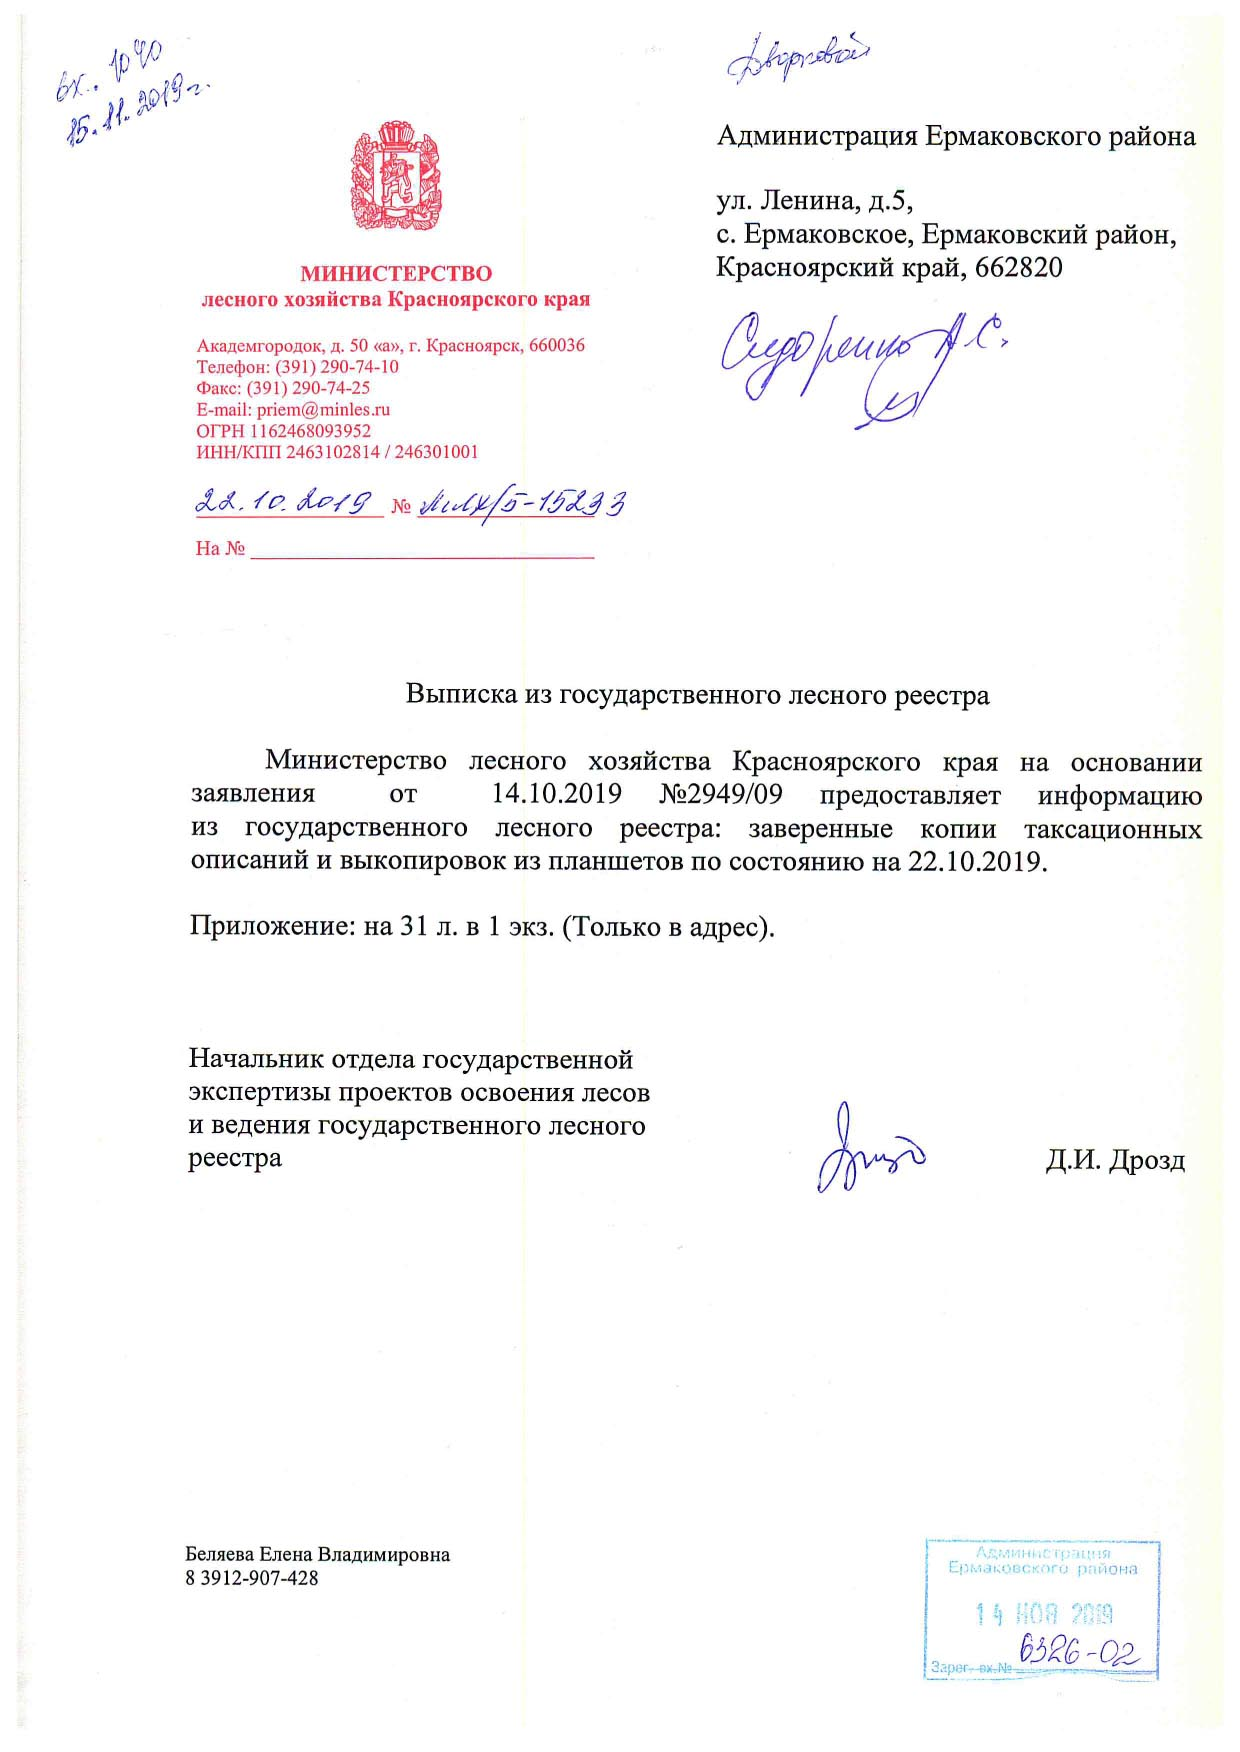 вх. 1040
15.11.2019г.
Дворговой
Администрация Ермаковского района
ул. Ленина, д.5,
с. Ермаковское, Ермаковский район,
Красноярский край, 662820
Сидоренко А.С.
МИНИСТЕРСТВО
лесного хозяйства Красноярского края
Академгородок, д. 50 «а», г. Красноярск, 660036
Телефон: (391) 290-74-10
Факс: (391) 290-74-25
E-mail: priem@minles.ru
ОГРН 1162468093952
ИНН/КПП 2463102814 / 246301001
22.10.2019 № МЛХ/5-15233
На №
Выписка из государственного лесного реестра
Министерство лесного хозяйства Красноярского края на основании
заявления от 14.10.2019 №2949/09 предоставляет информацию
из государственного лесного реестра: заверенные копии таксационных
описаний и выкопировок из планшетов по состоянию на 22.10.2019.
Приложение: на 31 л. в 1 экз. (Только в адрес).
Начальник отдела государственной
экспертизы проектов освоения лесов
и ведения государственного лесного
реестра
Д.И. Дрозд
Беляева Елена Владимировна
8 3912-907-428
Администрация
Ермаковского района
14 НОЯ 2019
Зарег. вх.№ 6326-02